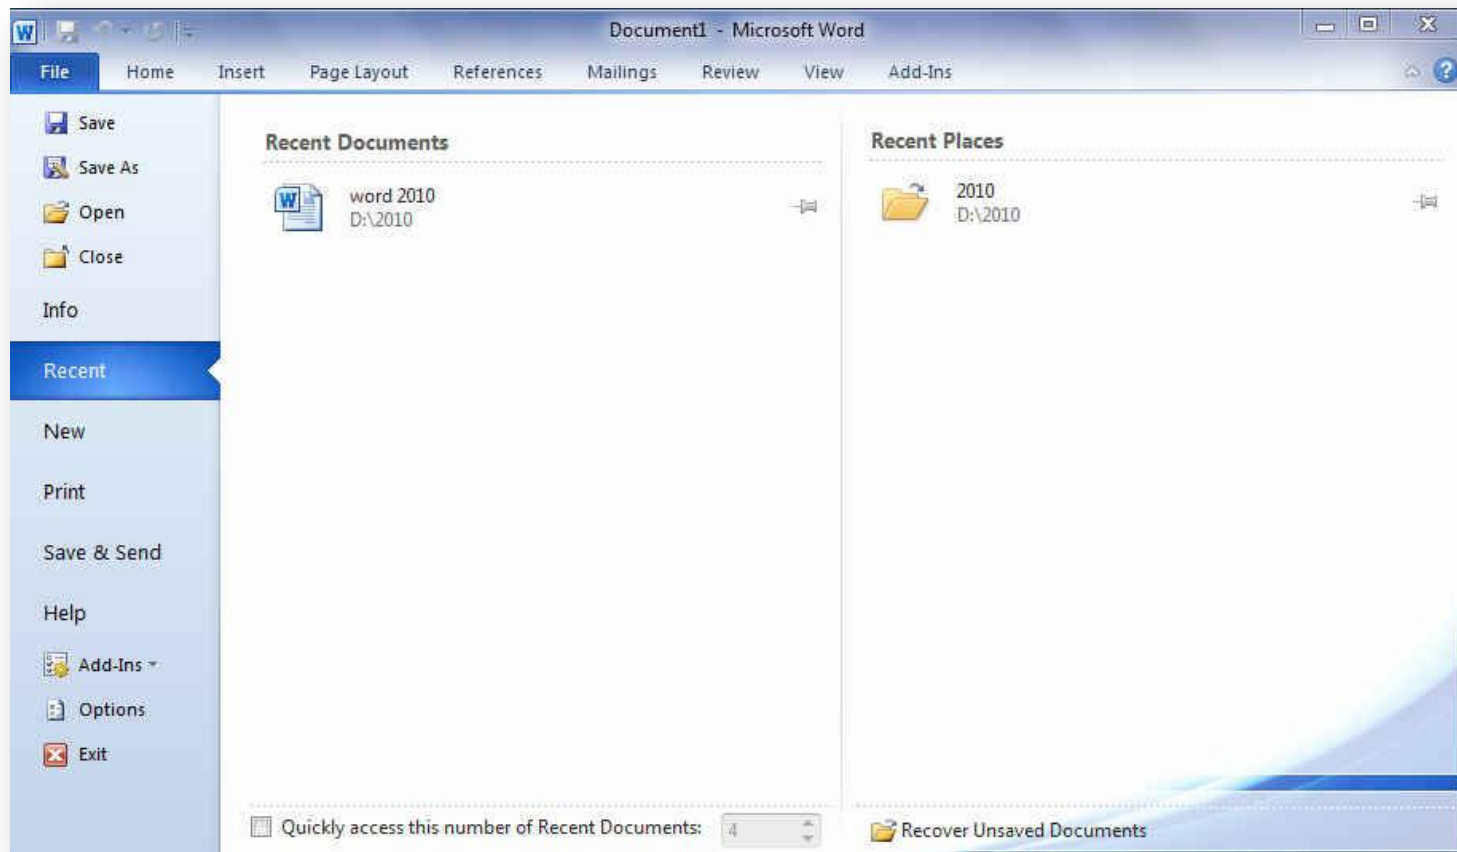 Document1 - Microsoft Word
File Home Insert Page Layout References Mailings Review View Add-Ins
Save
Save As
Open
Close
Info
Recent
New
Print
Save & Send
Help
Add-Ins
Options
Exit
Recent Documents
word 2010
D:\2010
Quickly access this number of Recent Documents: 4
Recent Places
2010
D:\2010
Recover Unsaved Documents